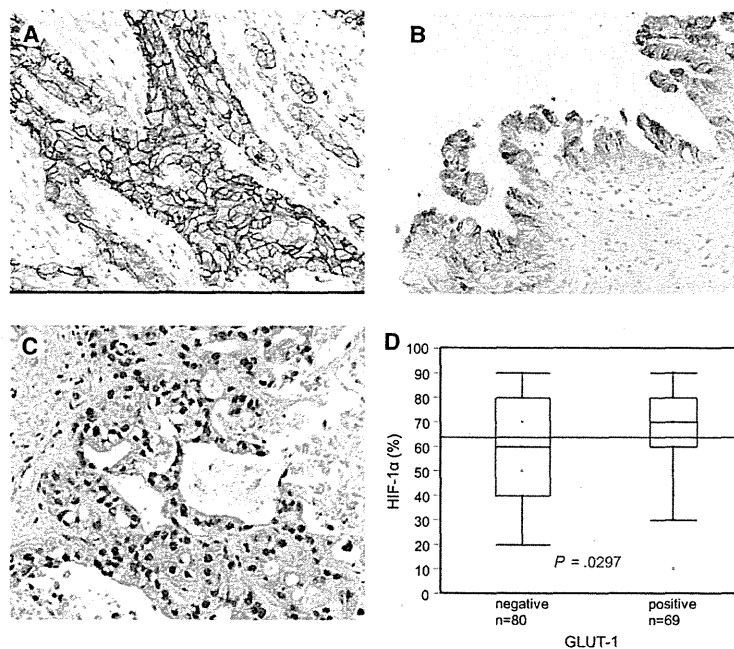 A
B
C
D
100
90
80
70
60
50
40
30
20
10
0
HIF-1α (%)
P = .0297
negative
n=80
positive
n=69
GLUT-1